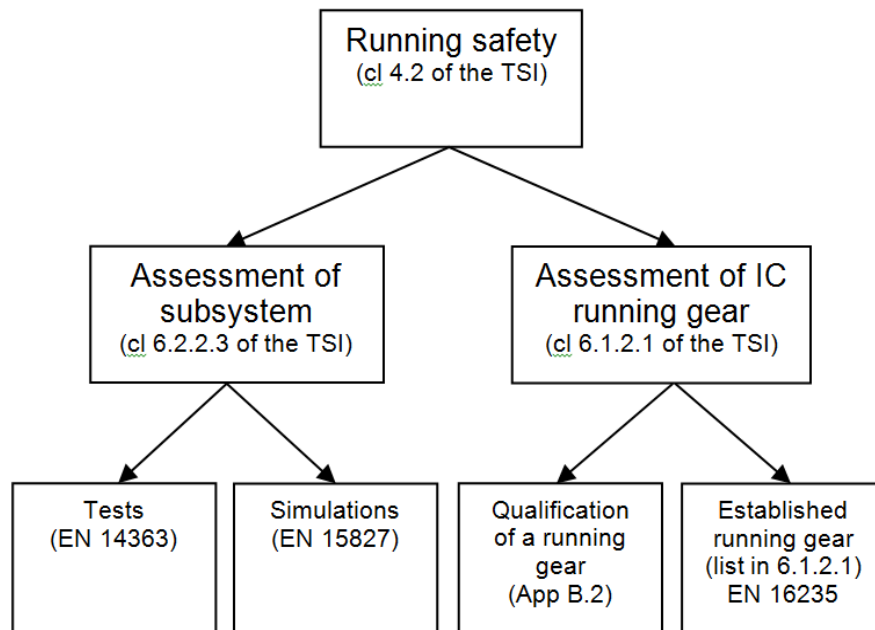 Running safety
(cl 4.2 of the TSI)
Assessment of
subsystem
(cl 6.2.2.3 of the TSI)
Assessment of IC
running gear
(cl 6.1.2.1 of the TSI)
Tests
(EN 14363)
Simulations
(EN 15827)
Qualification
of a running
gear
(App B.2)
Established
running gear
(list in 6.1.2.1)
EN 16235